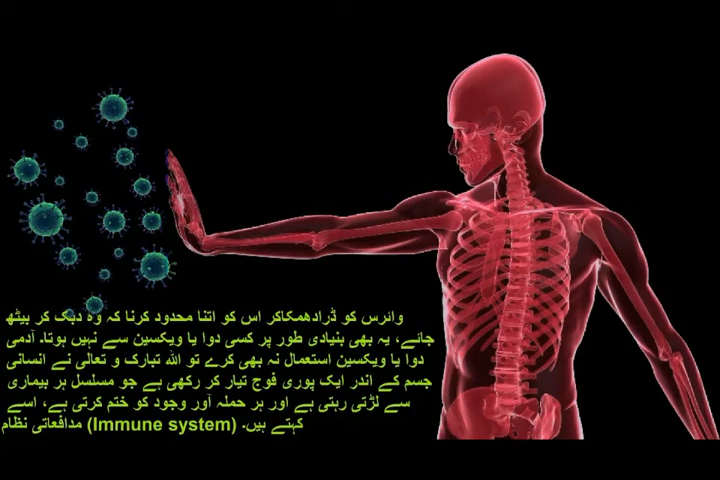 وائرس کو ڈرادھمکاکر اس کو اتنا محدود کرنا کہ وہ دبک کر بیٹھ
جائے، یہ بھی بنیادی طور پر کسی دوا یا ویکسین سے نہیں ہوتا۔ آدمی
دوا یا ویکسین استعمال نہ بھی کرے تو اللہ تبارک و تعالی نے انسانی
جسم کے اندر ایک پوری فوج تیار کر رکھی ہے جو مسلسل ہر بیماری
سے لڑتی رہتی ہے اور ہر حملہ آور وجود کو ختم کرتی ہے، اسے
مدافعاتی نظام (Immune system) کہتے ہیں۔